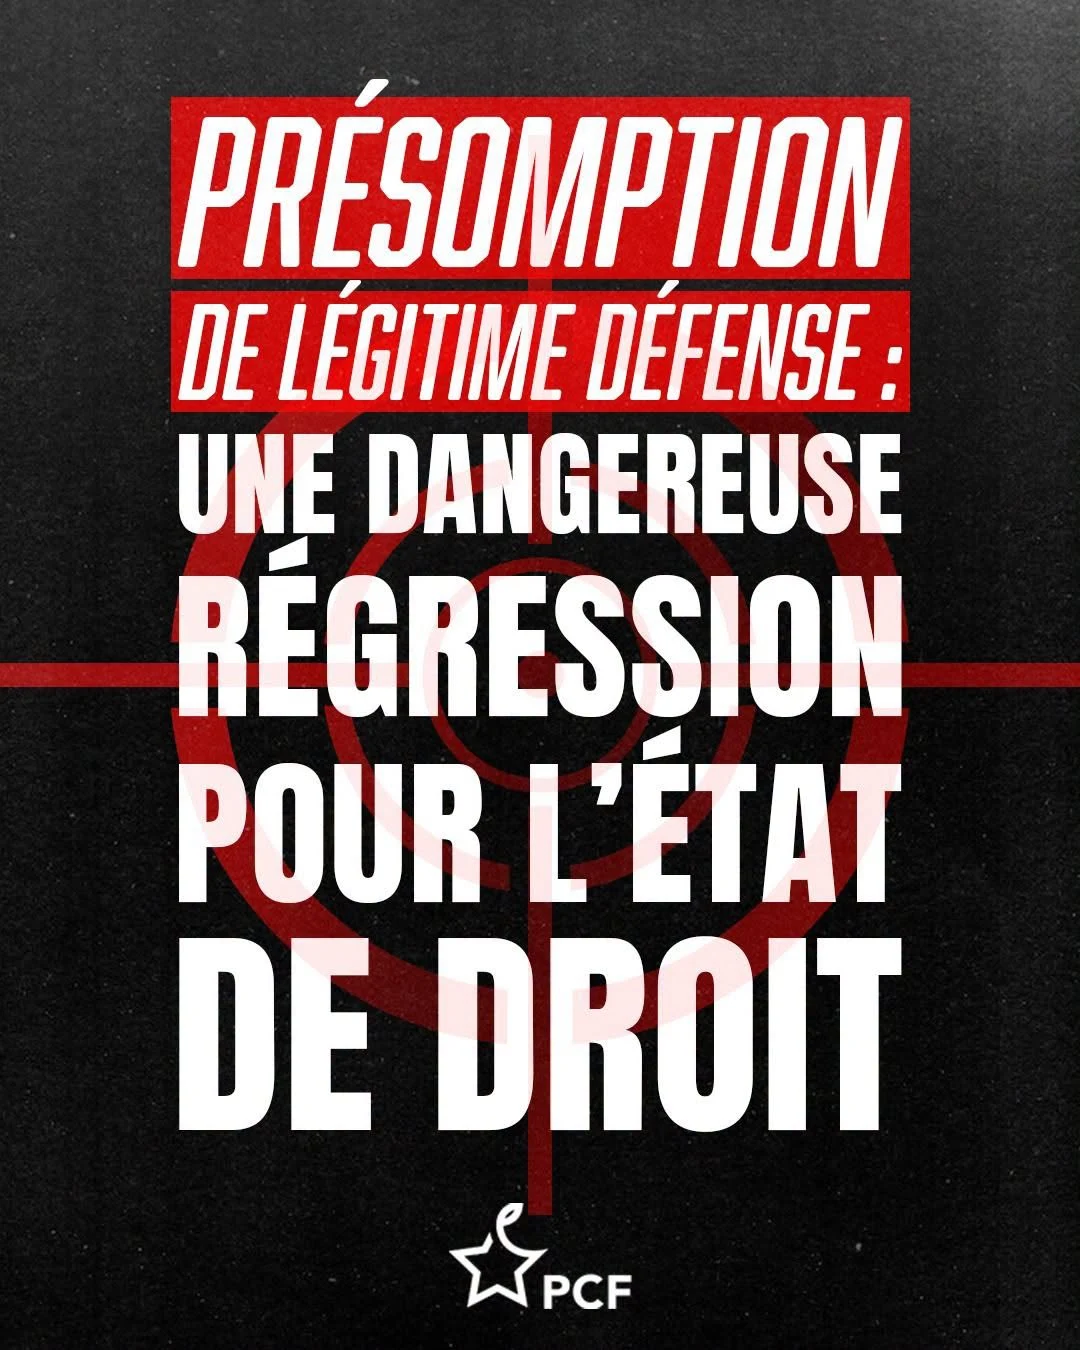 PRÉSOMPTION
DE LÉGITIME DÉFENSE :
UNE DANGEREUSE
RÉGRESSION
POUR L'ÉTAT
DE DROIT
PCF